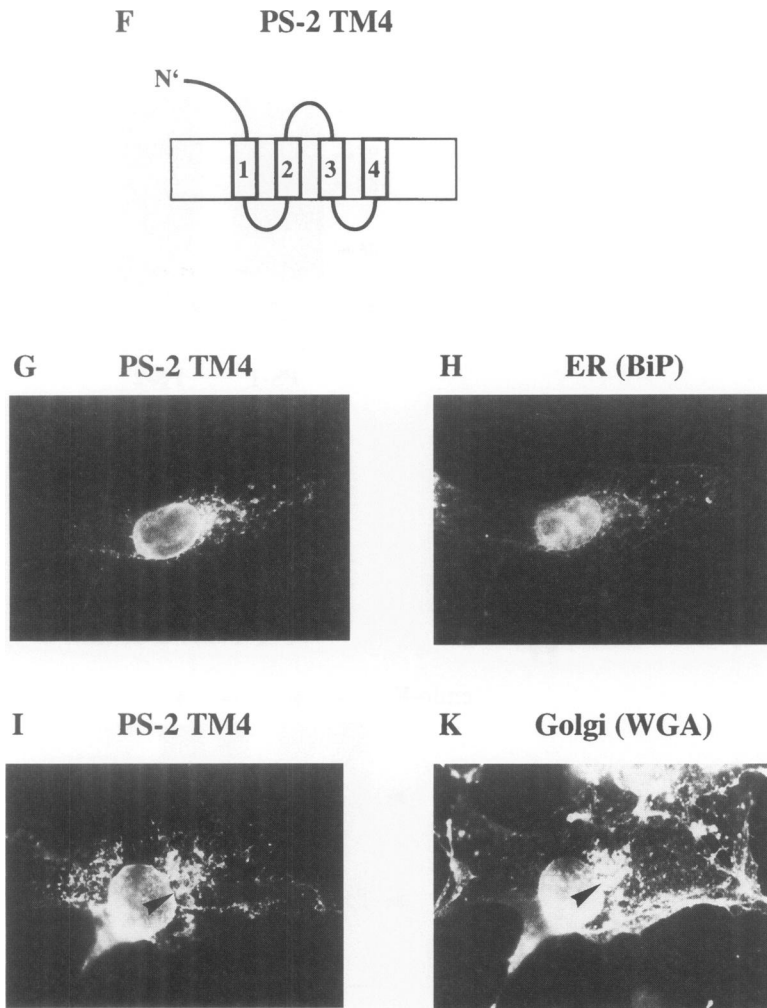 F PS-2 TM4
N‘
1 2 3 4
G PS-2 TM4 H ER (BiP)
I PS-2 TM4 K Golgi (WGA)